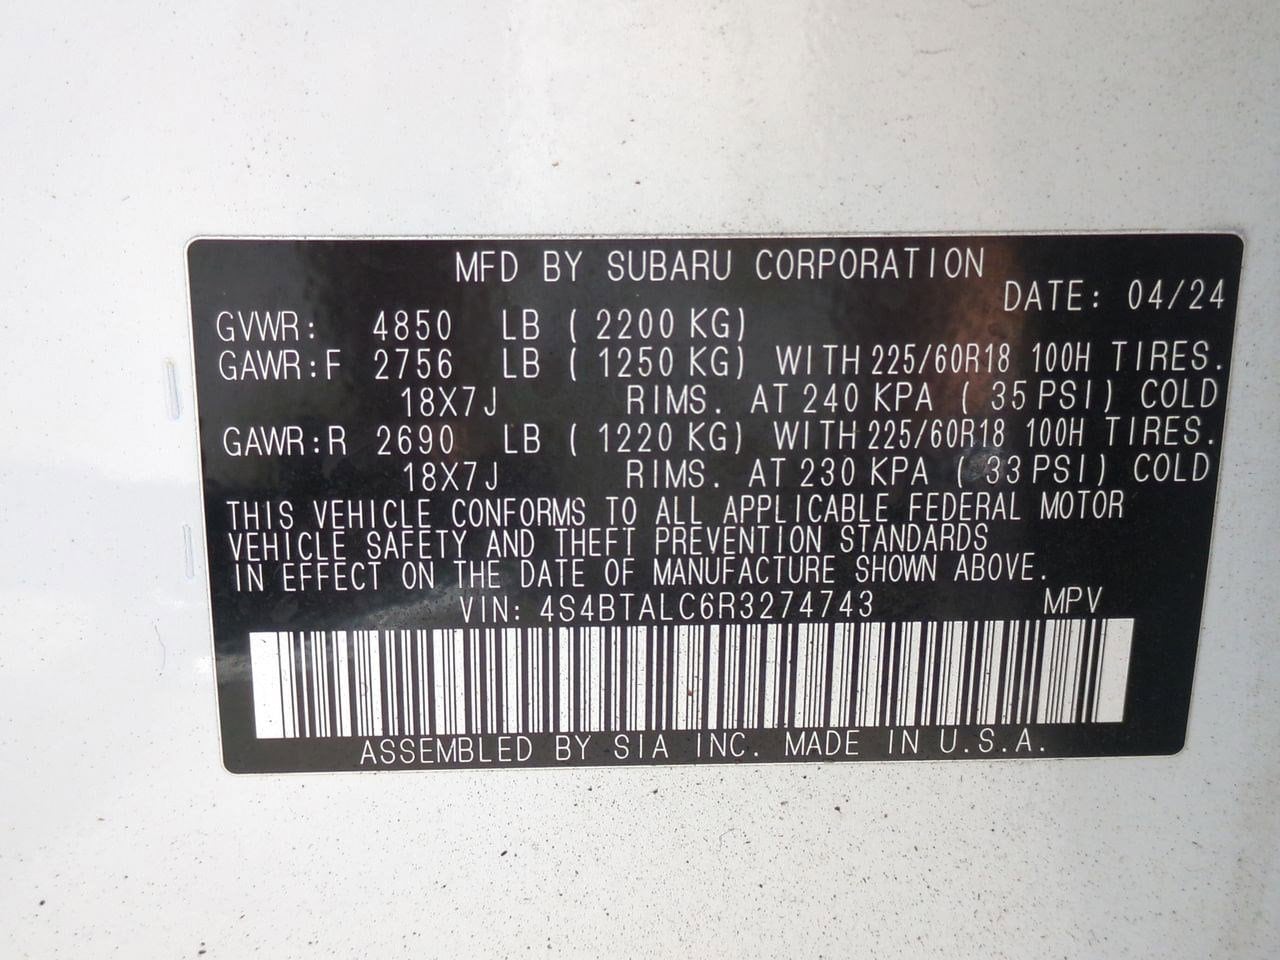 MFD BY SUBARU CORPORATION
DATE: 04/24
GVWR: 4850 LB (2200 KG)
GAWR:F 2756 LB (1250 KG) WITH 225/60R18 100H TIRES.
18X7J RIMS. AT 240 KPA (35 PSI) COLD
GAWR:R 2690 LB (1220 KG) WITH 225/60R18 100H TIRES.
18X7J RIMS. AT 230 KPA (33 PSI) COLD
THIS VEHICLE CONFORMS TO ALL APPLICABLE FEDERAL MOTOR
VEHICLE SAFETY AND THEFT PREVENTION STANDARDS
IN EFFECT ON THE DATE OF MANUFACTURE SHOWN ABOVE.
VIN: 4S4BTALC6R3274743 MPV
ASSEMBLED BY SIA INC. MADE IN U.S.A.